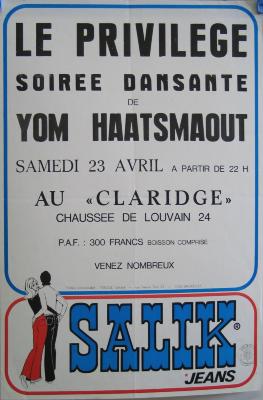 LE PRIVILEGE
SOIREE DANSANTE
DE
YOM HAATSMAOUT
SAMEDI 23 AVRIL A PARTIR DE 22 H
AU «CLARIDGE»
CHAUSSEE DE LOUVAIN 24
P.A.F. : 300 FRANCS BOISSON COMPRISE
VENEZ NOMBREUX
SALIK®
JEANS